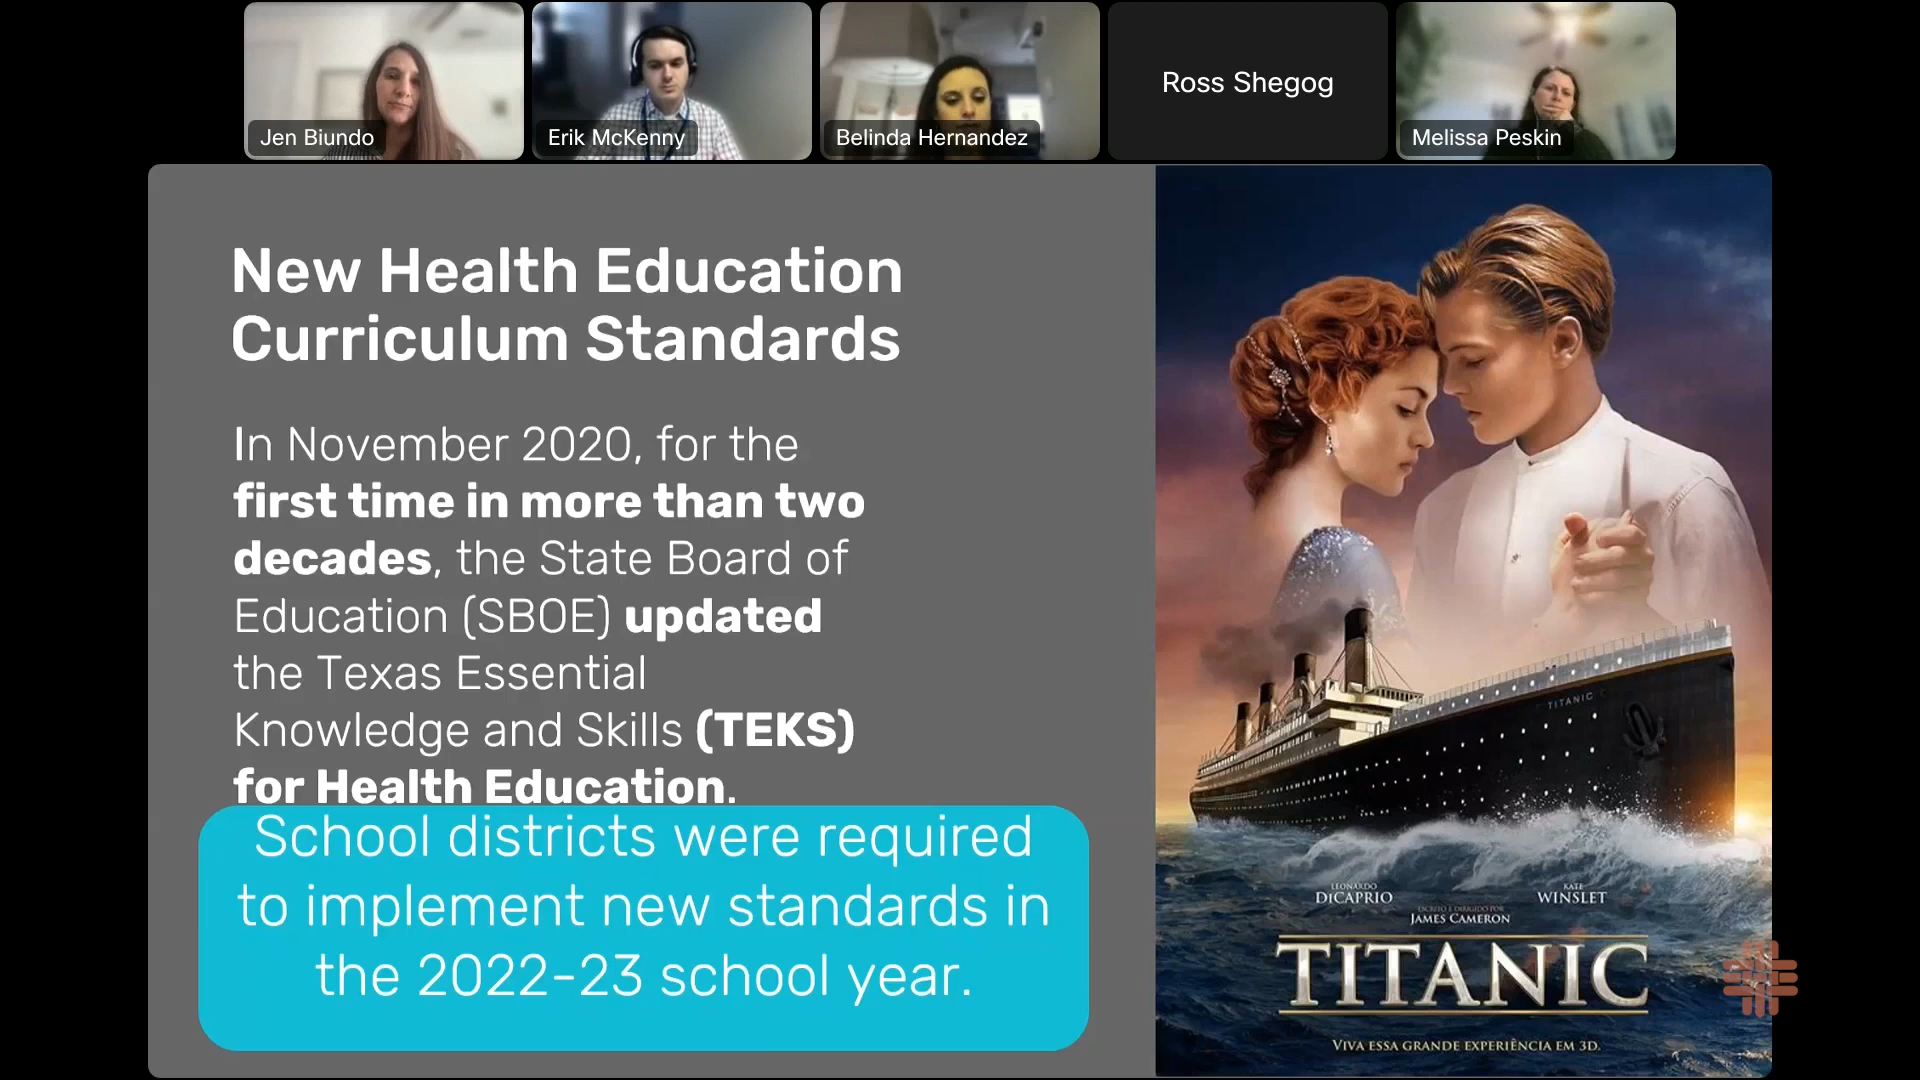 Jen Biundo
Erik McKenny
Belinda Hernandez
Ross Shegog
Melissa Peskin
New Health Education
Curriculum Standards
In November 2020, for the
first time in more than two
decades, the State Board of
Education (SBOE) updated
the Texas Essential
Knowledge and Skills (TEKS)
for Health Education.
School districts were required
to implement new standards in
the 2022-23 school year.
TITANIC
LEONARDO
DICAPRIO
KATE
WINSLET
ESCRITO E DIRIGIDO POR
JAMES CAMERON
TITANIC
VIVA ESSA GRANDE EXPERIÊNCIA EM 3D.